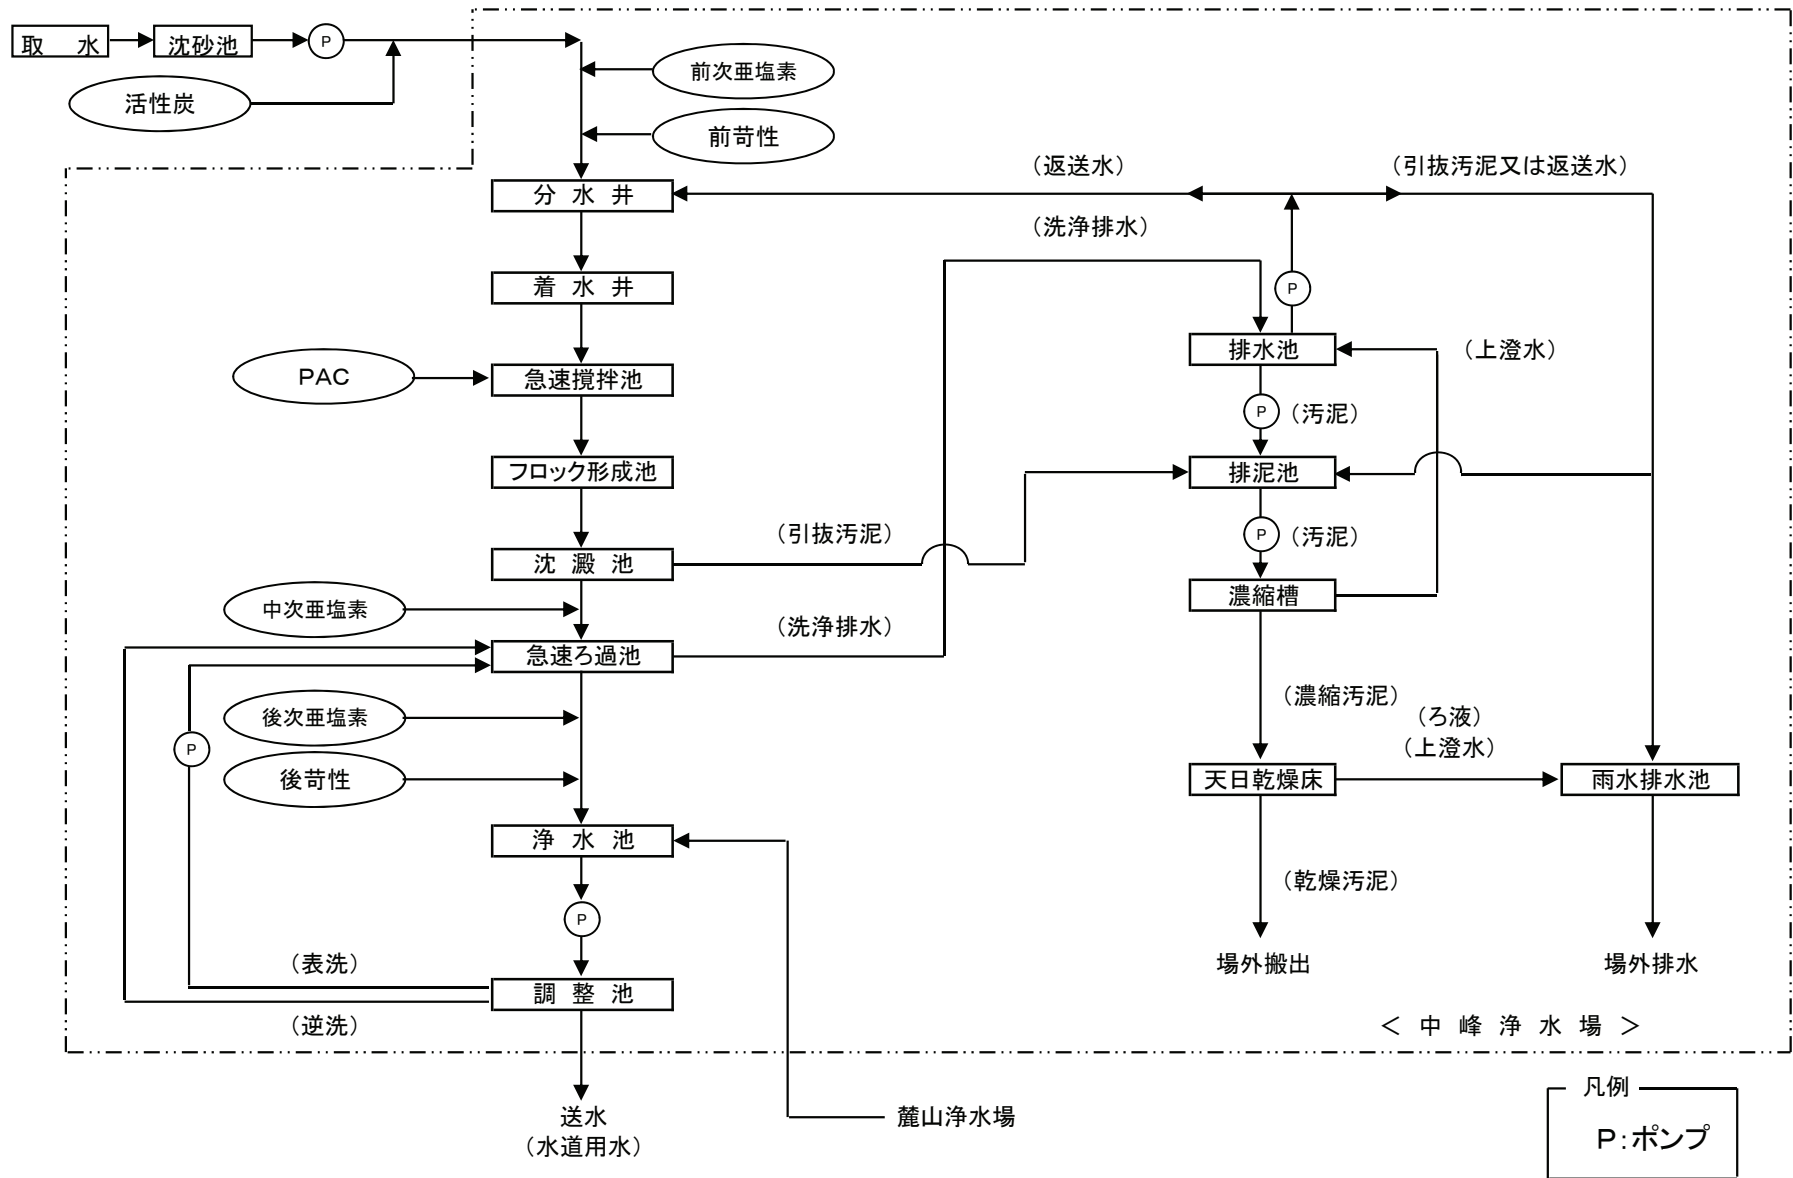 取　水
沈砂池
P
活性炭
前次亜塩素
前苛性
（返送水）
（引抜汚泥又は返送水）
分　水　井
（洗浄排水）
着　水　井
P
排水池
（上澄水）
PAC
急速撹拌池
P
（汚泥）
フロック形成池
排泥池
（引抜汚泥）
P
（汚泥）
沈　澱　池
濃縮槽
中次亜塩素
（洗浄排水）
急速ろ過池
（濃縮汚泥）
後次亜塩素
（ろ液）
（上澄水）
P
後苛性
天日乾燥床
雨水排水池
浄　水　池
（乾燥汚泥）
P
（表洗）
場外搬出
場外排水
調　整　池
（逆洗）
＜　中　峰　浄　水　場　＞
凡例
P：ポンプ
送水
（水道用水）
麓山浄水場